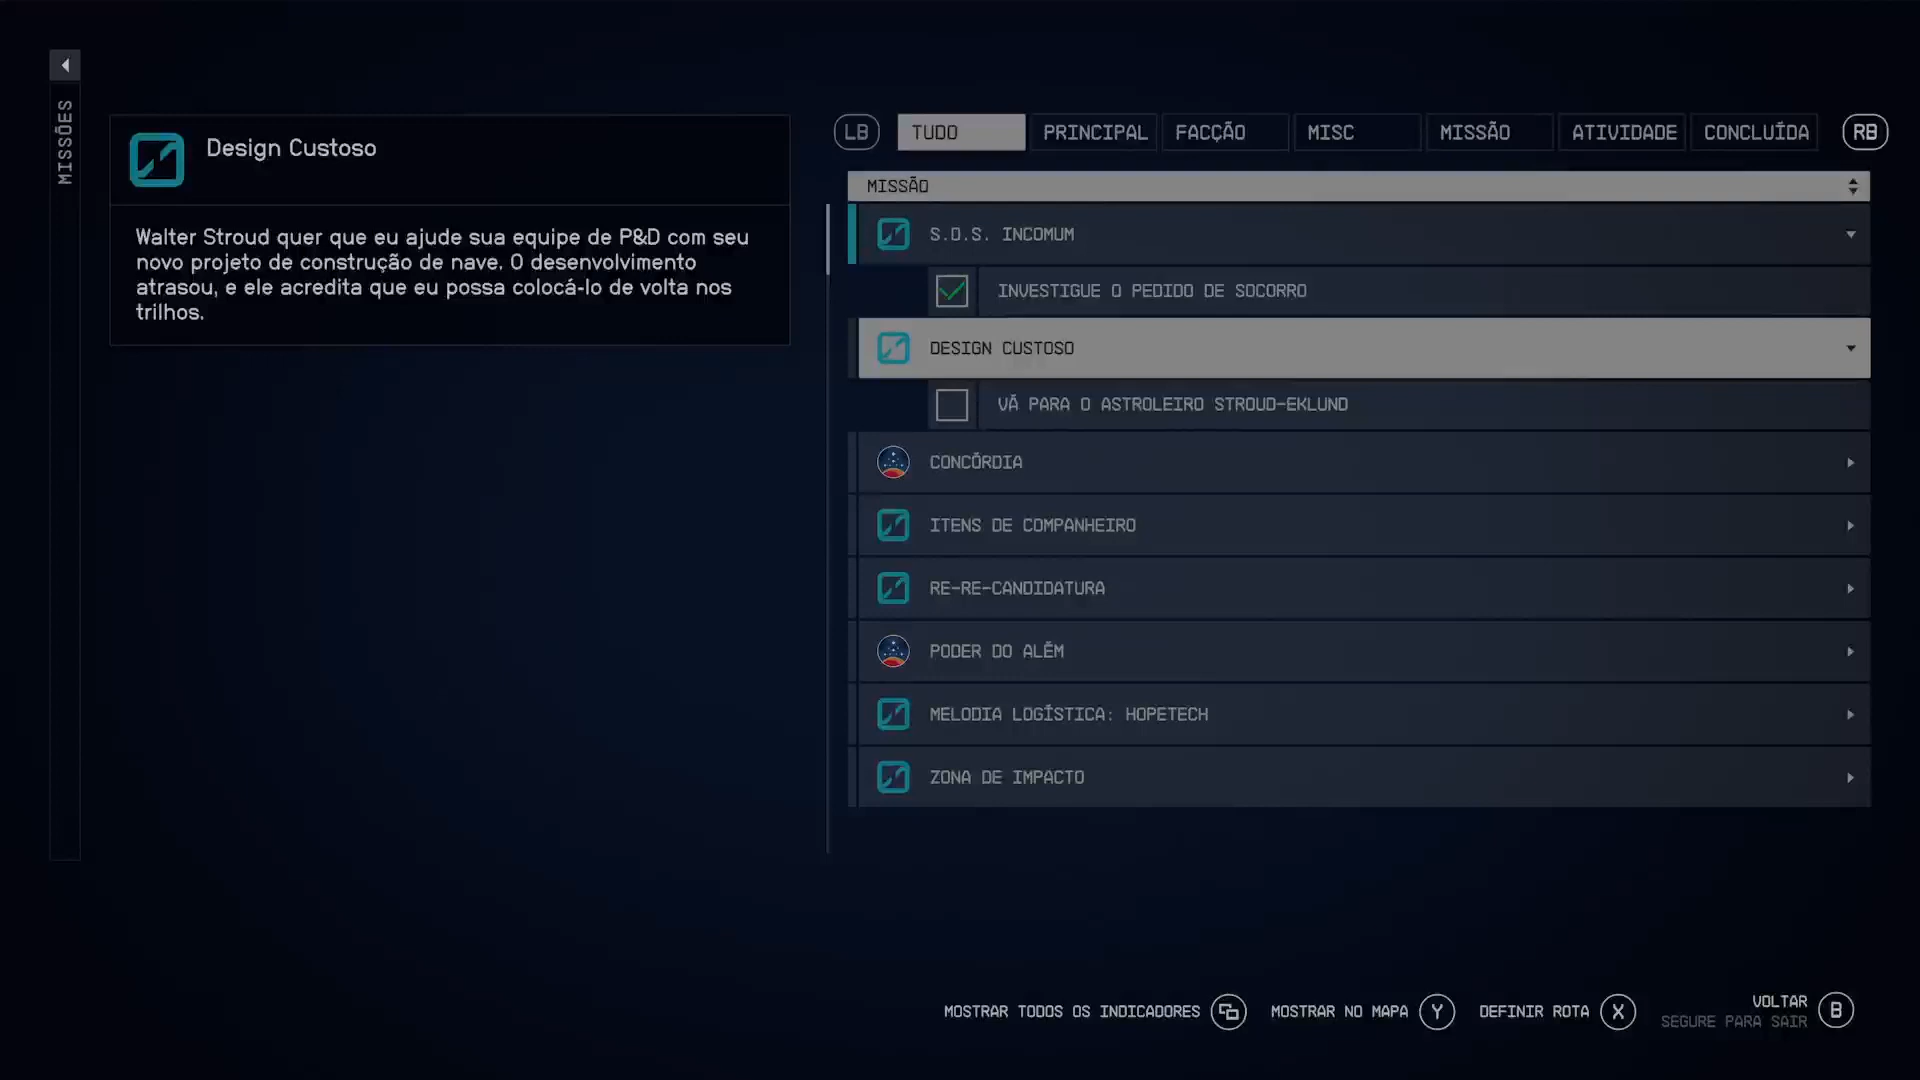 MISSÕES
Design Custoso
Walter Stroud quer que eu ajude sua equipe de P&D com seu
novo projeto de construção de nave. O desenvolvimento
atrasou, e ele acredita que eu possa colocá-lo de volta nos
trilhos.
LB TUDO PRINCIPAL FACÇÃO MISC MISSÃO ATIVIDADE CONCLUÍDA RB
MISSÃO
S.O.S. INCOMUM
INVESTIGUE O PEDIDO DE SOCORRO
DESIGN CUSTOSO
VÁ PARA O ASTROLEIRO STROUD-EKLUND
CONCÓRDIA
ITENS DE COMPANHEIRO
RE-RE-CANDIDATURA
PODER DO ALÉM
MELODIA LOGÍSTICA: HOPETECH
ZONA DE IMPACTO
MOSTRAR TODOS OS INDICADORES MOSTRAR NO MAPA Y DEFINIR ROTA X VOLTAR B
SEGURE PARA SAIR